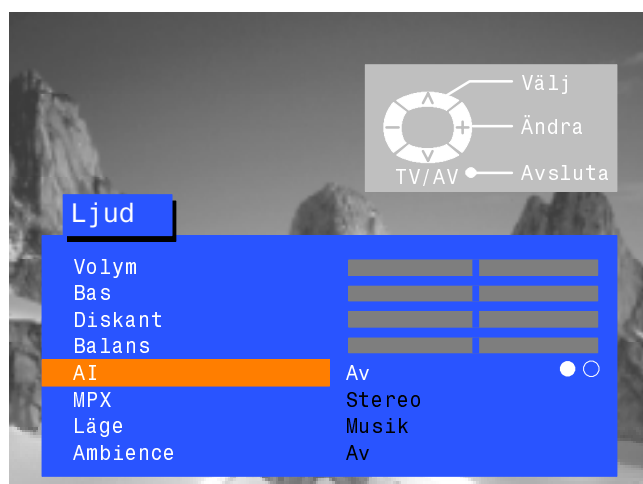 Välj
Ändra
TV/AV Avsluta
Ljud
Volym
Bas
Diskant
Balans
AI Av
MPX Stereo
Läge Musik
Ambience Av